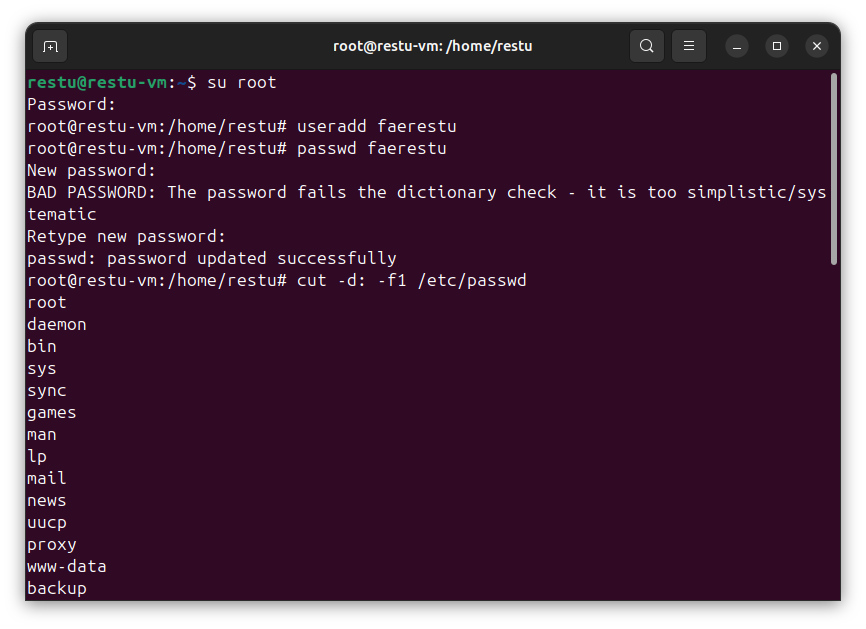 root@restu-vm: /home/restu
restu@restu-vm:~$ su root
Password:
root@restu-vm:/home/restu# useradd faerestu
root@restu-vm:/home/restu# passwd faerestu
New password:
BAD PASSWORD: The password fails the dictionary check - it is too simplistic/sys
tematic
Retype new password:
passwd: password updated successfully
root@restu-vm:/home/restu# cut -d: -f1 /etc/passwd
root
daemon
bin
sys
sync
games
man
lp
mail
news
uucp
proxy
www-data
backup